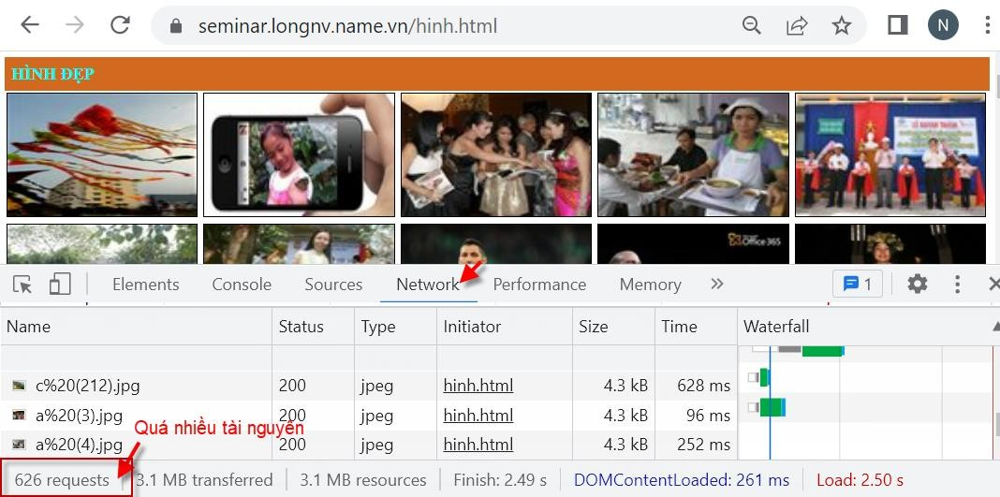 seminar.longnv.name.vn/hinh.html
N
HÌNH ĐẸP
Office 365
Elements Console Sources Network Performance Memory » 1
Name Status Type Initiator Size Time Waterfall
c%20(212).jpg 200 jpeg hinh.html 4.3 kB 628 ms
a%20(3).jpg 200 jpeg hinh.html 4.3 kB 96 ms
Quá nhiều tài nguyên
a%20(4).jpg 200 jpeg hinh.html 4.3 kB 252 ms
626 requests 3.1 MB transferred 3.1 MB resources Finish: 2.49 s DOMContentLoaded: 261 ms Load: 2.50 s